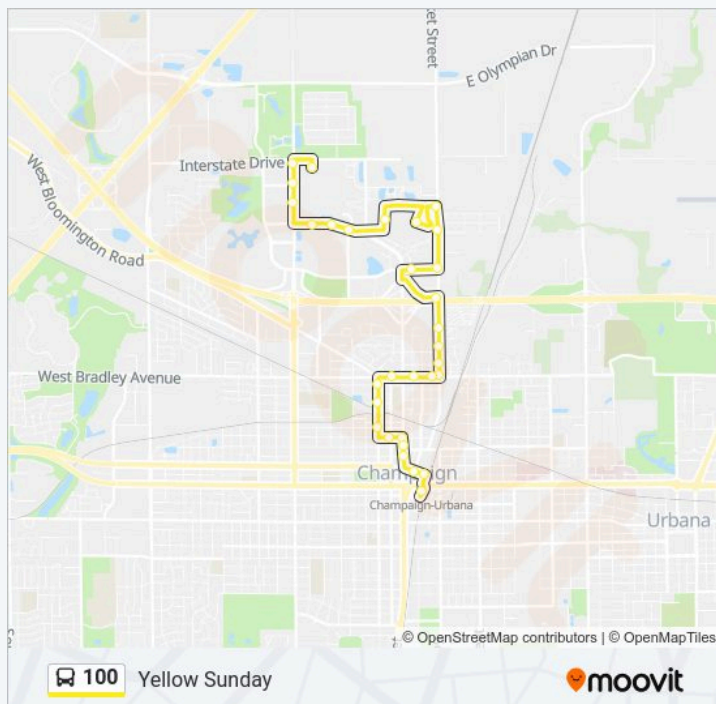 ket Street
E Olympian Dr
Interstate Drive
West Bloomington Road
West Bradley Avenue
Champaign
Champaign-Urbana
Urbana
© OpenStreetMap contributors | © OpenMapTiles
100 Yellow Sunday
moovit